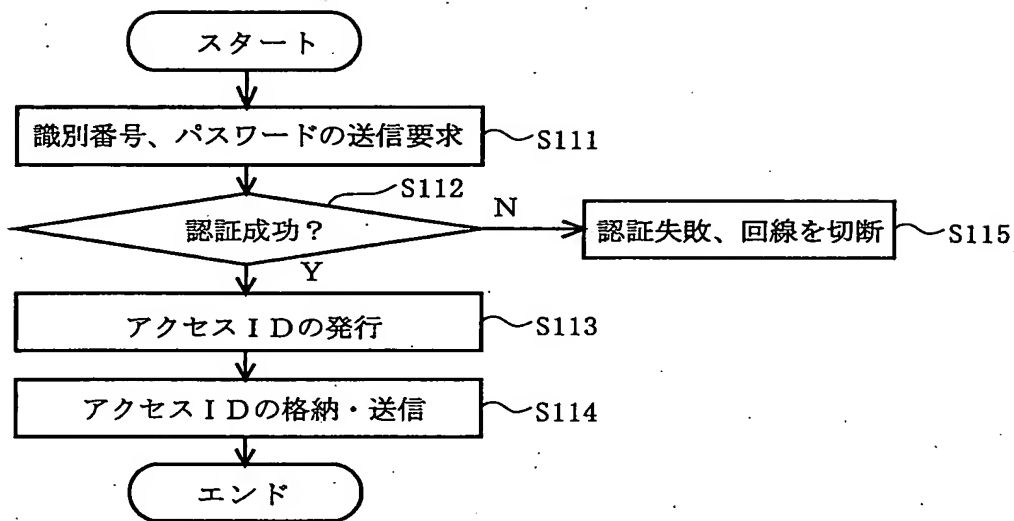 スタート
識別番号、パスワードの送信要求
S111
S112
認証成功？
N
認証失敗、回線を切断
S115
Y
アクセスＩＤの発行
S113
アクセスＩＤの格納・送信
S114
エンド